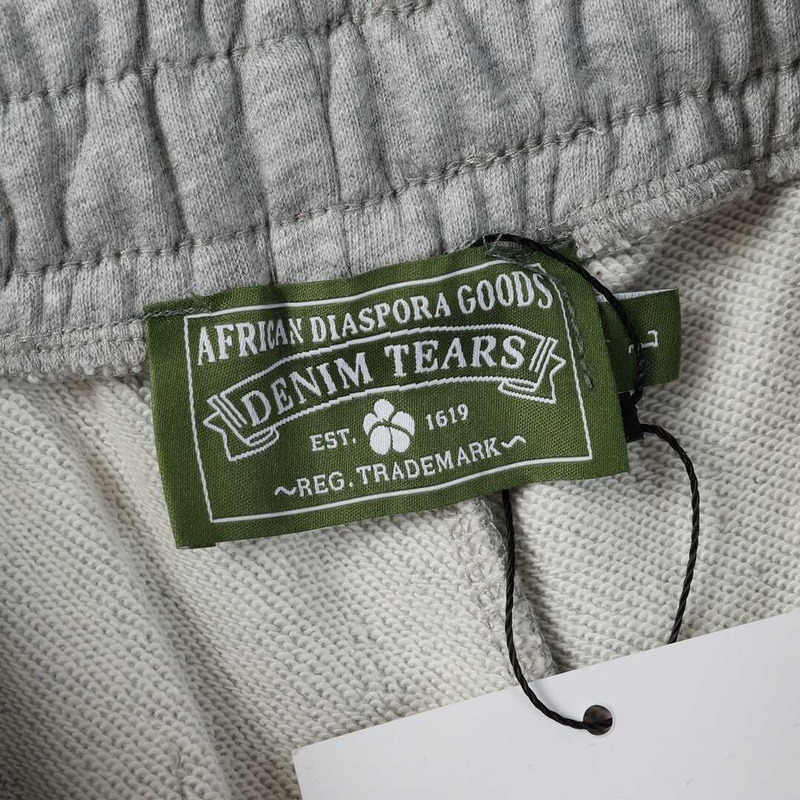 AFRICAN DIASPORA GOODS
DENIM TEARS
EST. 1619
~REG. TRADEMARK~
L